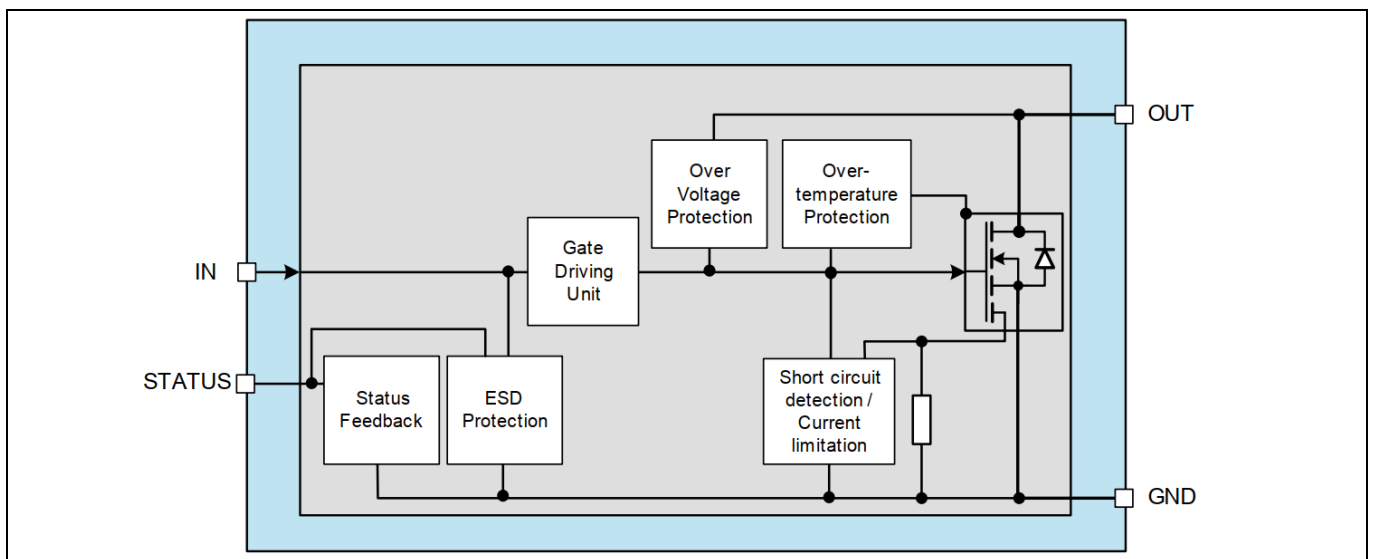 OUT
Over
Voltage
Protection
Over-
temperature
Protection
IN
Gate
Driving
Unit
STATUS
Status
Feedback
ESD
Protection
Short circuit
detection /
Current
limitation
GND